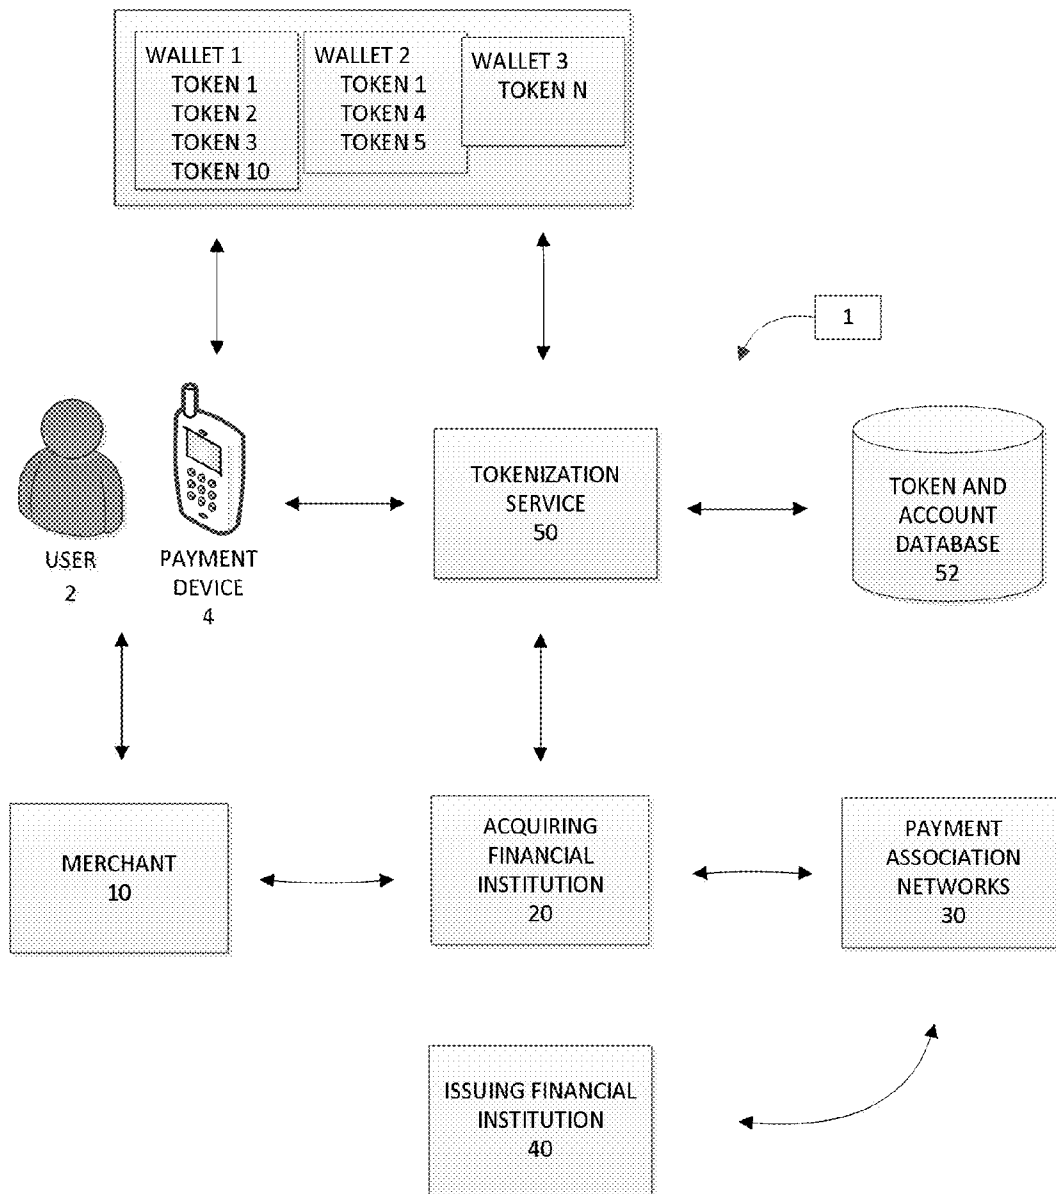 WALLET 1
TOKEN 1
TOKEN 2
TOKEN 3
TOKEN 10
WALLET 2
TOKEN 1
TOKEN 4
TOKEN 5
WALLET 3
TOKEN N
1
USER
2
PAYMENT
DEVICE
4
TOKENIZATION
SERVICE
50
TOKEN AND
ACCOUNT
DATABASE
52
MERCHANT
10
ACQUIRING
FINANCIAL
INSTITUTION
20
PAYMENT
ASSOCIATION
NETWORKS
30
ISSUING FINANCIAL
INSTITUTION
40